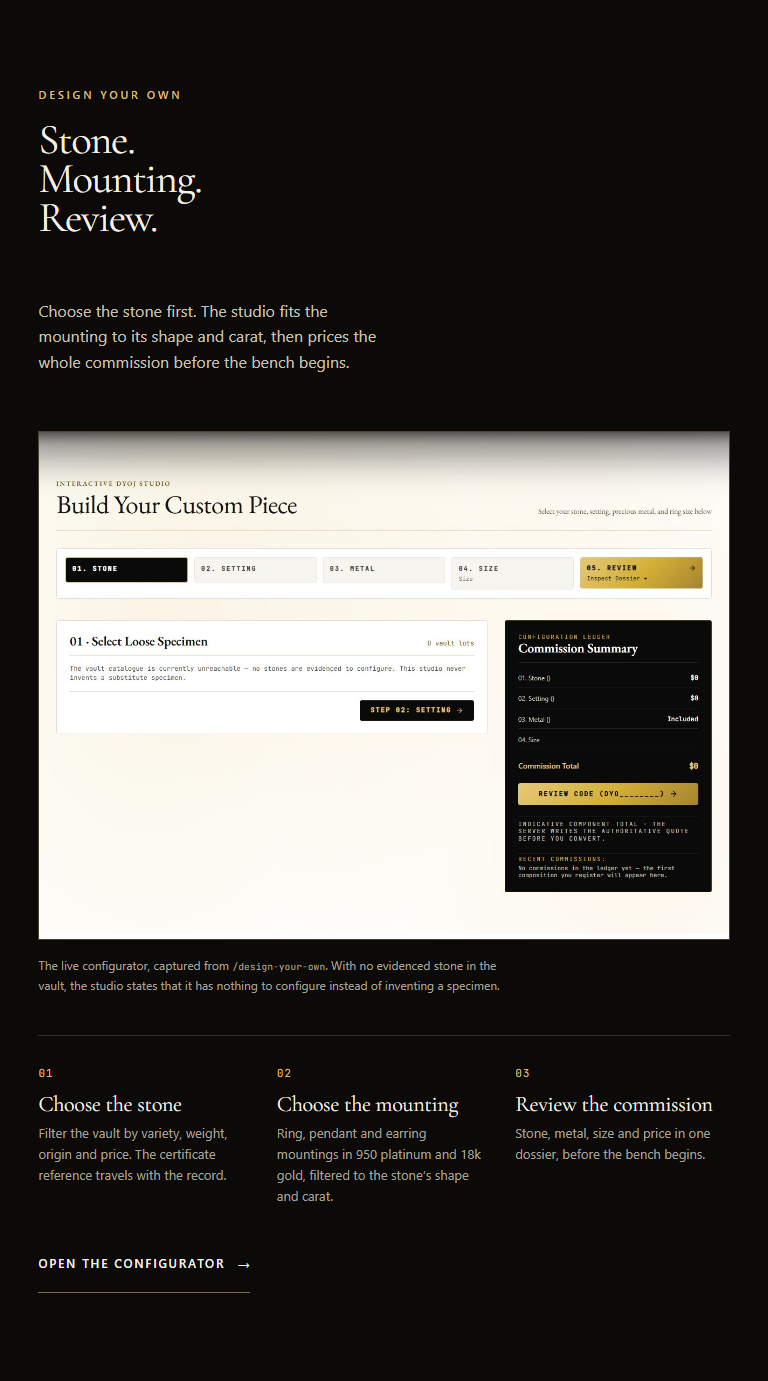 DESIGN YOUR OWN
Stone.
Mounting.
Review.
Choose the stone first. The studio fits the
mounting to its shape and carat, then prices the
whole commission before the bench begins.
INTERACTIVE DYOJ STUDIO
Build Your Custom Piece
Select your stone, setting, precious metal, and ring size below
01. STONE
02. SETTING
03. METAL
04. SIZE
Size
05. REVIEW →
Inspect Dossier →
01 · Select Loose Specimen
0 vault lots
The vault catalogue is currently unreachable — no stones are evidenced to configure. This studio never
invents a substitute specimen.
STEP 02: SETTING →
CONFIGURATION LEDGER
Commission Summary
01. Stone () $0
02. Setting () $0
03. Metal () Included
04. Size
Commission Total $0
REVIEW CODE (DYO________) →
INDICATIVE COMPONENT TOTAL · THE
SERVER WRITES THE AUTHORITATIVE QUOTE
BEFORE YOU CONVERT.
RECENT COMMISSIONS:
No commissions in the ledger yet — the first
composition you register will appear here.
The live configurator, captured from /design-your-own. With no evidenced stone in the
vault, the studio states that it has nothing to configure instead of inventing a specimen.
01
Choose the stone
Filter the vault by variety, weight,
origin and price. The certificate
reference travels with the record.
02
Choose the mounting
Ring, pendant and earring
mountings in 950 platinum and 18k
gold, filtered to the stone's shape
and carat.
03
Review the commission
Stone, metal, size and price in one
dossier, before the bench begins.
OPEN THE CONFIGURATOR →